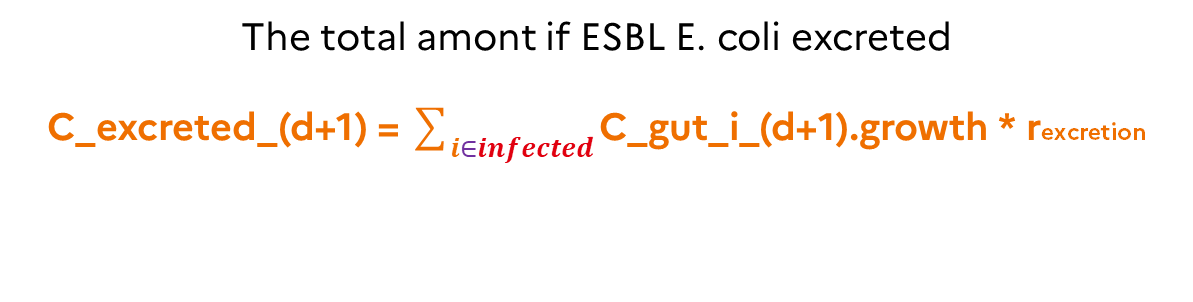 The total amont if ESBL E. coli excreted
C_excreted_(d+1) = ∑ i∈infected C_gut_i_(d+1).growth * rexcretion